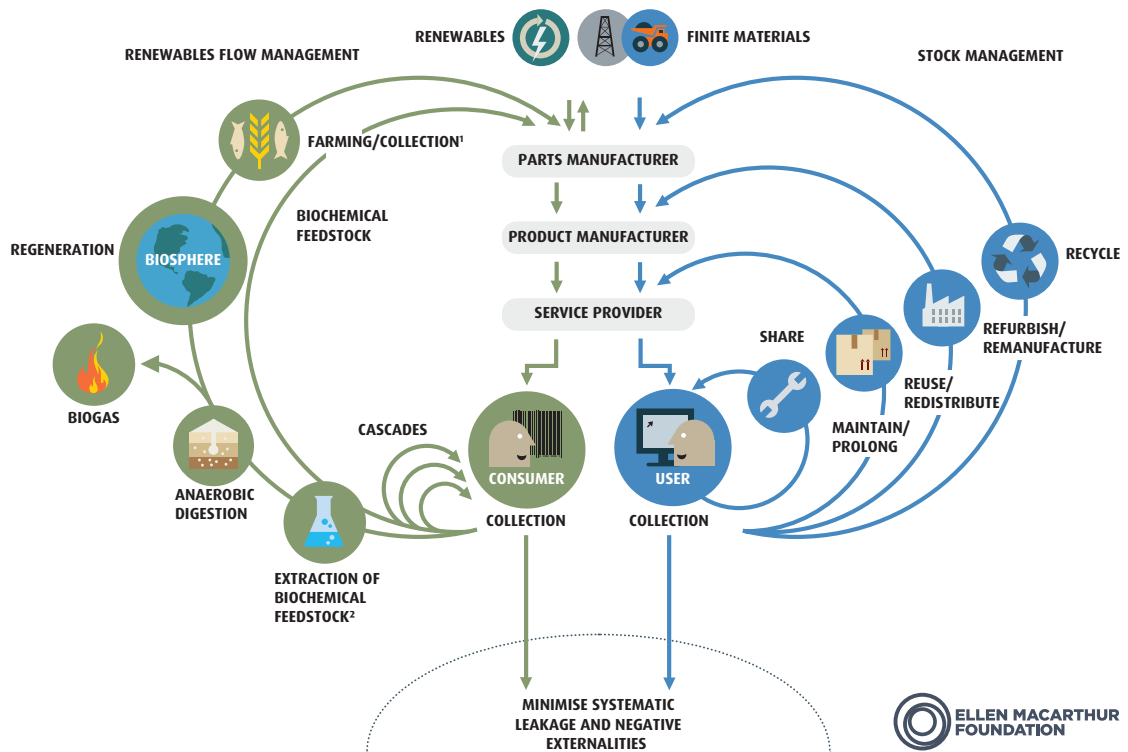 RENEWABLES
FINITE MATERIALS
RENEWABLES FLOW MANAGEMENT
STOCK MANAGEMENT
FARMING/COLLECTION¹
PARTS MANUFACTURER
BIOCHEMICAL
FEEDSTOCK
REGENERATION
BIOSPHERE
PRODUCT MANUFACTURER
RECYCLE
SERVICE PROVIDER
SHARE
REFURBISH/
REMANUFACTURE
BIOGAS
REUSE/
REDISTRIBUTE
CASCADES
MAINTAIN/
PROLONG
CONSUMER
USER
ANAEROBIC
DIGESTION
COLLECTION
COLLECTION
EXTRACTION OF
BIOCHEMICAL
FEEDSTOCK²
MINIMISE SYSTEMATIC
LEAKAGE AND NEGATIVE
EXTERNALITIES
ELLEN MACARTHUR
FOUNDATION